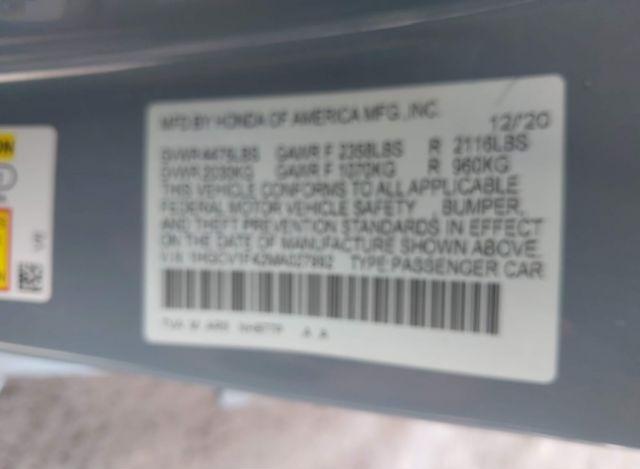 MFD BY HONDA OF AMERICA MFG., INC. 12/20
GVWR 4475LBS GAWR F 2358LBS R 2116LBS
GVWR 2030KG GAWR F 1070KG R 960KG
THIS VEHICLE CONFORMS TO ALL APPLICABLE
FEDERAL MOTOR VEHICLE SAFETY, BUMPER,
AND THEFT PREVENTION STANDARDS IN EFFECT
ON THE DATE OF MANUFACTURE SHOWN ABOVE.
TYPE:PASSENGER CAR
A A
ON